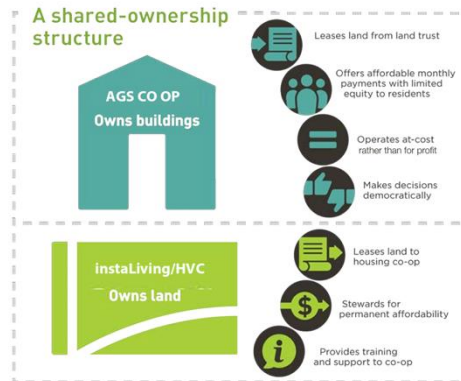 A shared-ownership
structure
AGS CO OP
Owns buildings
Leases land from land trust
Offers affordable monthly
payments with limited
equity to residents
Operates at-cost
rather than for profit
Makes decisions
democratically
instaLiving/HVC
Owns land
Leases land to
housing co-op
$
Stewards for
permanent affordability
i
Provides training
and support to co-op